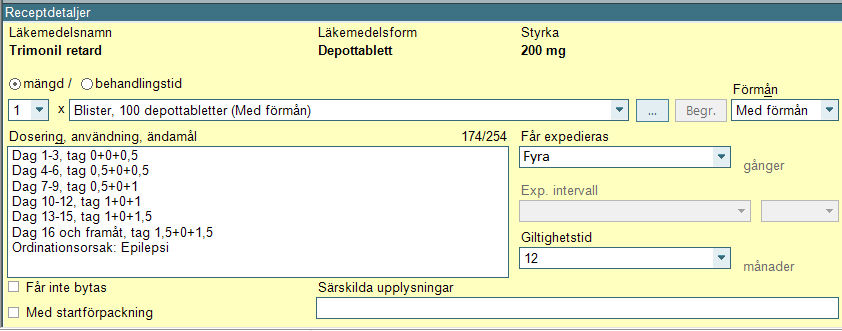 Receptdetaljer
Läkemedelsnamn Läkemedelsform Styrka
Trimonil retard Depottablett 200 mg
mängd / behandlingstid
Förmån
1 x Blister, 100 depottabletter (Med förmån) ... Begr. Med förmån
Dosering, användning, ändamål 174/254
Dag 1-3, tag 0+0+0,5
Dag 4-6, tag 0,5+0+0,5
Dag 7-9, tag 0,5+0+1
Dag 10-12, tag 1+0+1
Dag 13-15, tag 1+0+1,5
Dag 16 och framåt, tag 1,5+0+1,5
Ordinationsorsak: Epilepsi
Får expedieras
Fyra gånger
Exp. intervall
Giltighetstid
12 månader
Får inte bytas
Särskilda upplysningar
Med startförpackning